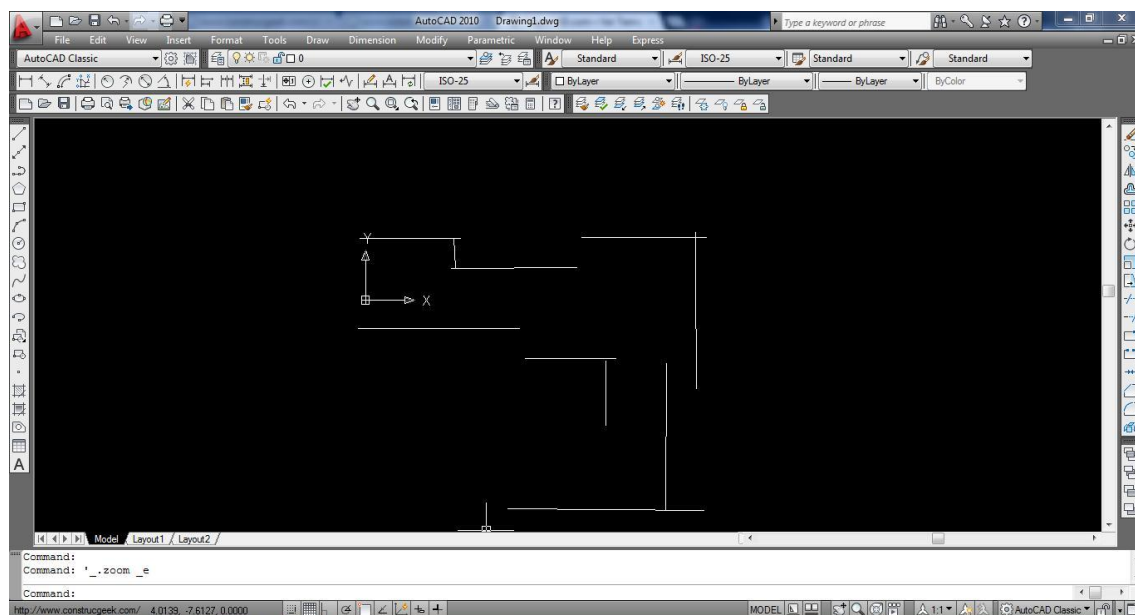 AutoCAD 2010 Drawing1.dwg Type a keyword or phrase
File Edit View Insert Format Tools Draw Dimension Modify Parametric Window Help Express
AutoCAD Classic 0 Standard ISO-25 Standard Standard
ISO-25 ByLayer ByLayer ByLayer ByColor
Y
X
A
Model Layout1 Layout2
Command:
Command: '_.zoom _e
Command:
http://www.construcgeek.com/ 4.0139, -7.6127, 0.0000 MODEL 1:1 AutoCAD Classic